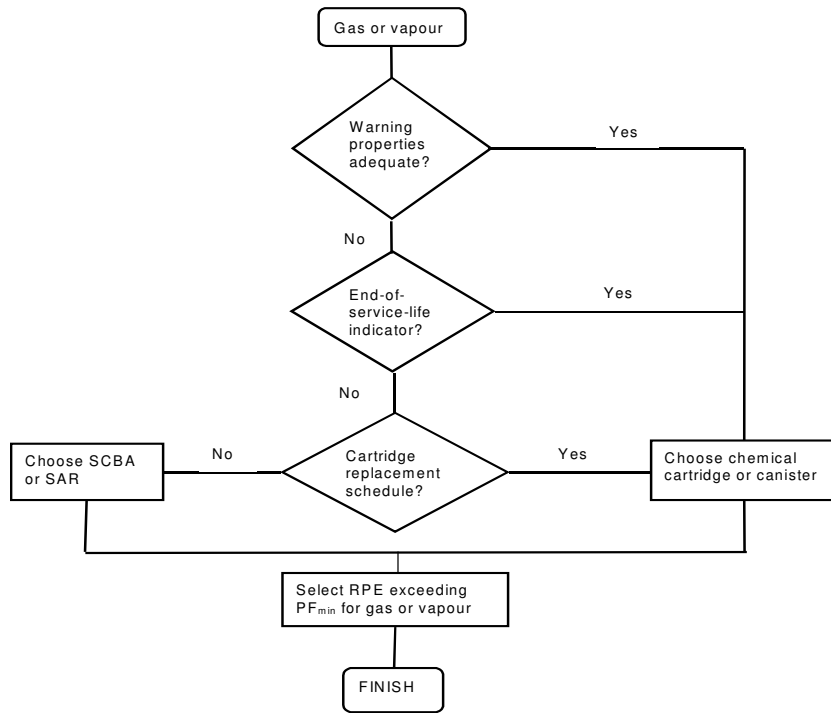 Gas or vapour
Warning
properties
adequate?
Yes
No
End-of-
service-life
indicator?
Yes
No
Choose SCBA
or SAR
No
Cartridge
replacement
schedule?
Yes
Choose chemical
cartridge or canister
Select RPE exceeding
PFmin for gas or vapour
FINISH